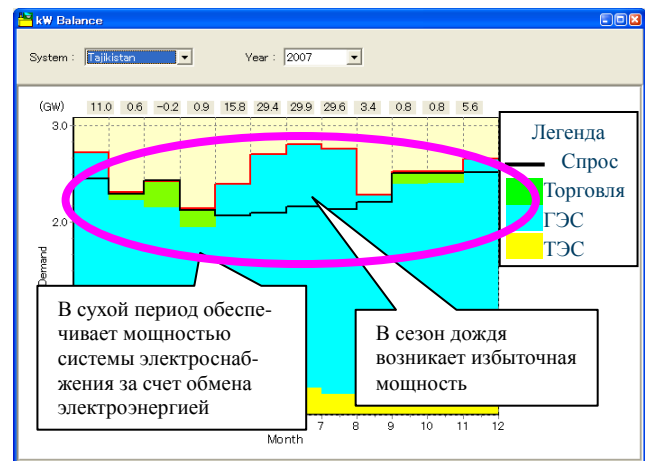 kW Balance
System : Tajikistan Year : 2007
(GW) 11.0 0.6 -0.2 0.9 15.8 29.4 29.9 29.6 3.4 0.8 0.8 5.6
3.0
Легенда
Спрос
Торговля
ГЭС
ТЭС
2.0
Demand
В сухой период обеспе-
чивает мощностью
системы электроснаб-
жения за счет обмена
электроэнергией
В сезон дождя
возникает избыточная
мощность
7 8 9 10 11 12
Month